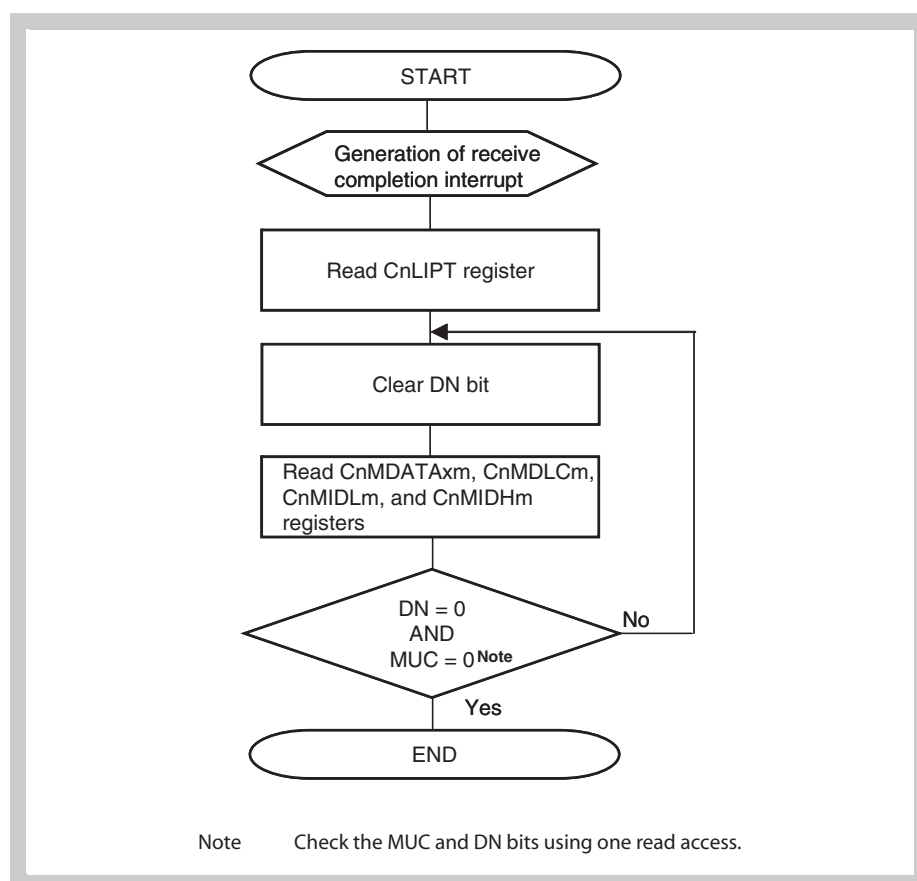 START
Generation of receive
completion interrupt
Read CnLIPT register
Clear DN bit
Read CnMDATAxm, CnMDLCm,
CnMIDLm, and CnMIDHm
registers
DN = 0
AND
MUC = 0 Note
No
Yes
END
Note Check the MUC and DN bits using one read access.